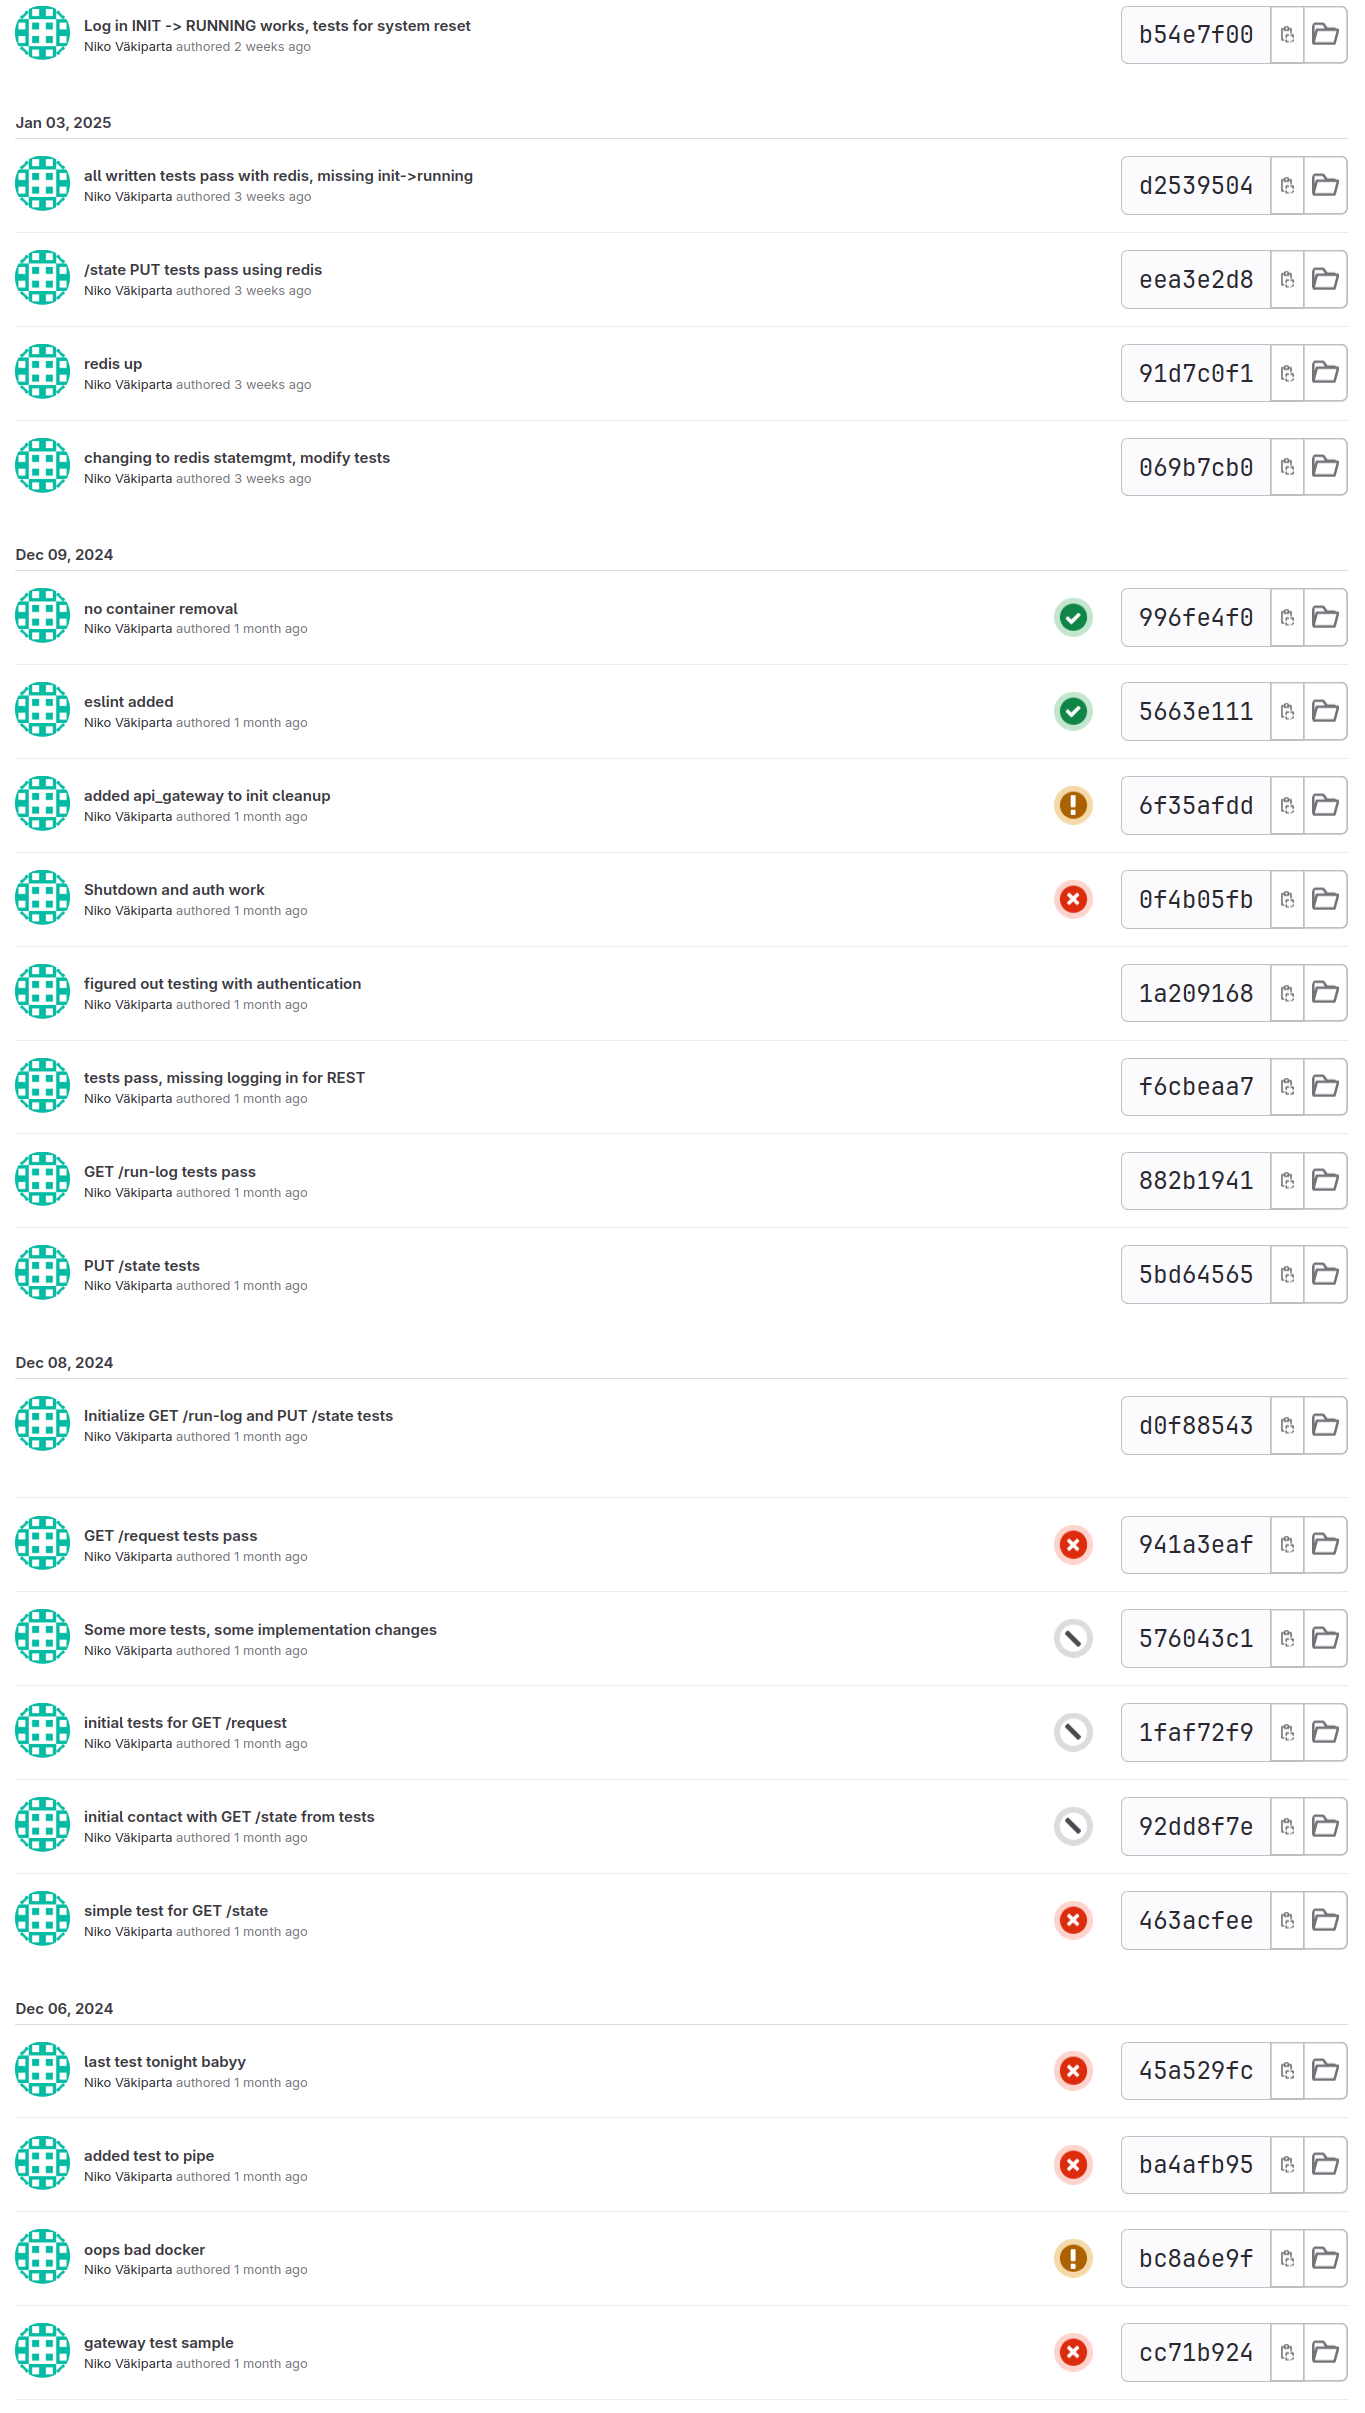 Log in INIT -> RUNNING works, tests for system reset
Niko Väkiparta authored 2 weeks ago
b54e7f00
Jan 03, 2025
all written tests pass with redis, missing init->running
Niko Väkiparta authored 3 weeks ago
d2539504
/state PUT tests pass using redis
Niko Väkiparta authored 3 weeks ago
eea3e2d8
redis up
Niko Väkiparta authored 3 weeks ago
91d7c0f1
changing to redis statemgmt, modify tests
Niko Väkiparta authored 3 weeks ago
069b7cb0
Dec 09, 2024
no container removal
Niko Väkiparta authored 1 month ago
996fe4f0
eslint added
Niko Väkiparta authored 1 month ago
5663e111
added api_gateway to init cleanup
Niko Väkiparta authored 1 month ago
6f35afdd
Shutdown and auth work
Niko Väkiparta authored 1 month ago
0f4b05fb
figured out testing with authentication
Niko Väkiparta authored 1 month ago
1a209168
tests pass, missing logging in for REST
Niko Väkiparta authored 1 month ago
f6cbeaa7
GET /run-log tests pass
Niko Väkiparta authored 1 month ago
882b1941
PUT /state tests
Niko Väkiparta authored 1 month ago
5bd64565
Dec 08, 2024
Initialize GET /run-log and PUT /state tests
Niko Väkiparta authored 1 month ago
d0f88543
GET /request tests pass
Niko Väkiparta authored 1 month ago
941a3eaf
Some more tests, some implementation changes
Niko Väkiparta authored 1 month ago
576043c1
initial tests for GET /request
Niko Väkiparta authored 1 month ago
1faf72f9
initial contact with GET /state from tests
Niko Väkiparta authored 1 month ago
92dd8f7e
simple test for GET /state
Niko Väkiparta authored 1 month ago
463acfee
Dec 06, 2024
last test tonight babyy
Niko Väkiparta authored 1 month ago
45a529fc
added test to pipe
Niko Väkiparta authored 1 month ago
ba4afb95
oops bad docker
Niko Väkiparta authored 1 month ago
bc8a6e9f
gateway test sample
Niko Väkiparta authored 1 month ago
cc71b924